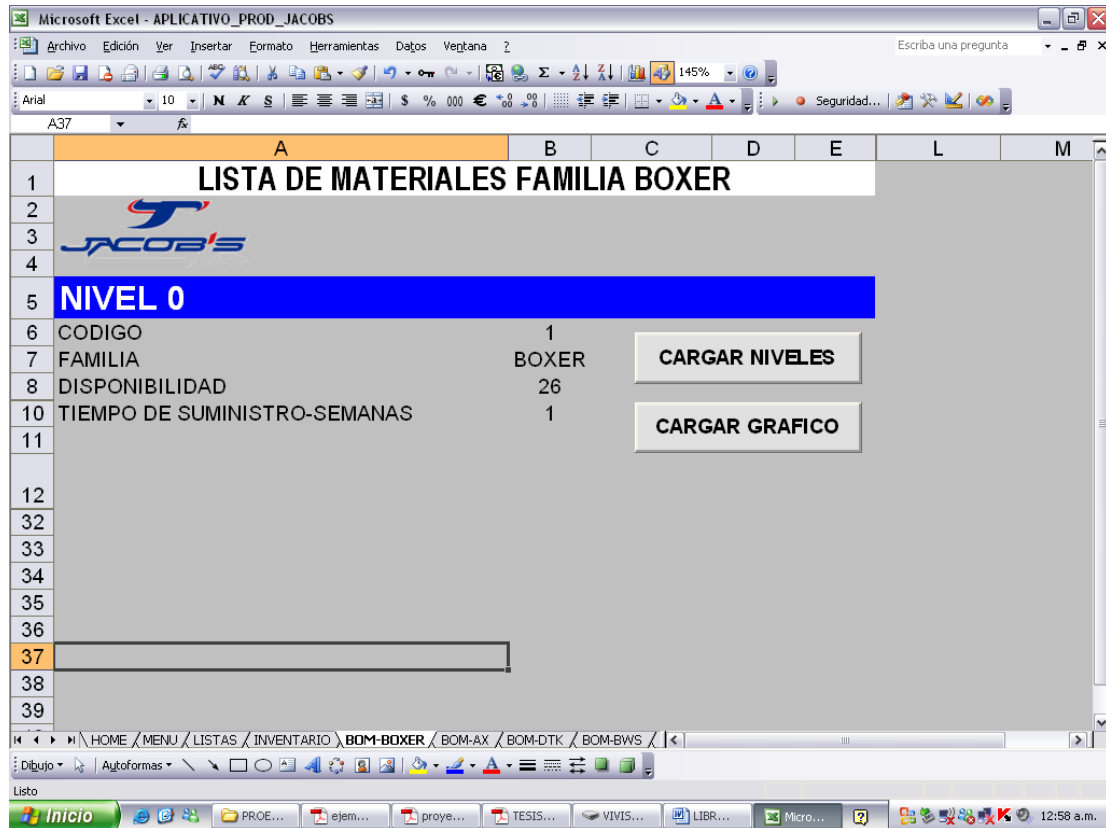 Microsoft Excel - APLICATIVO_PROD_JACOBS
Archivo Edición Ver Insertar Formato Herramientas Datos Ventana ? Escriba una pregunta
145%
Arial 10 N K S $ % 000 € Seguridad...
A37 fx
A B C D E L M
1 LISTA DE MATERIALES FAMILIA BOXER
2
3 JACOB'S
4
5 NIVEL 0
6 CODIGO 1
7 FAMILIA BOXER CARGAR NIVELES
8 DISPONIBILIDAD 26
10 TIEMPO DE SUMINISTRO-SEMANAS 1
11 CARGAR GRAFICO
12
32
33
34
35
36
37
38
39
HOME MENU LISTAS INVENTARIO BOM-BOXER BOM-AX BOM-DTK BOM-BWS
Dibujo Autoformas
Listo
Inicio PROE... ejem... proye... TESIS... VIVIS... LIBR... Micro... 12:58 a.m.